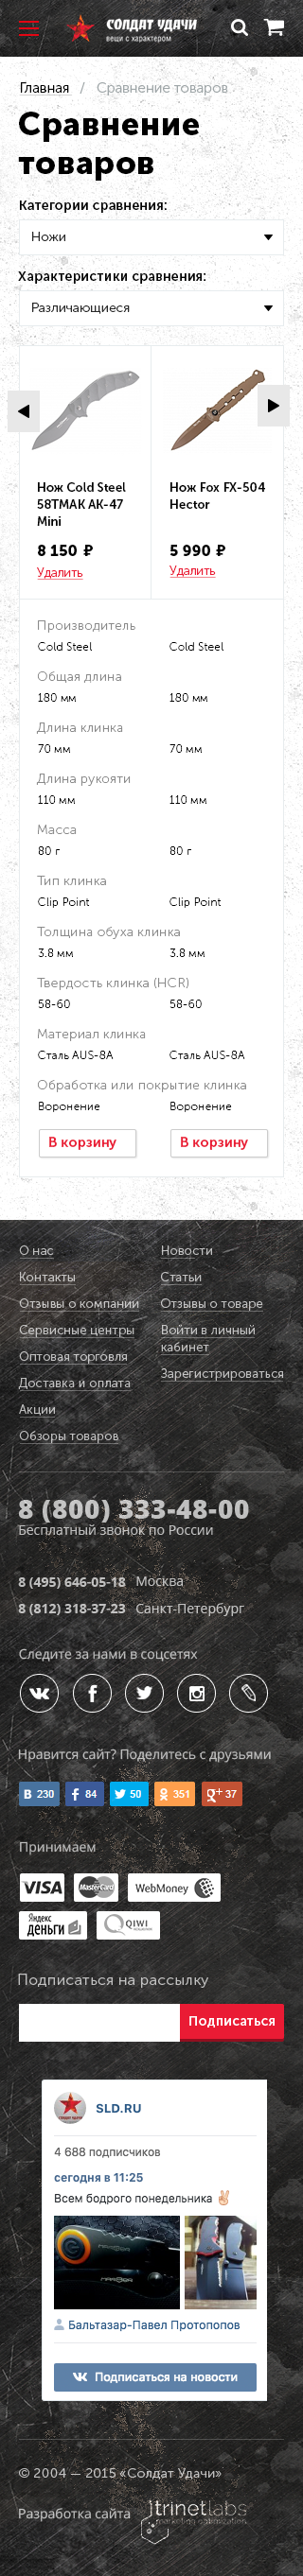 СОЛДАТ УДАЧИ
вещи с характером
Главная / Сравнение товаров
Сравнение
товаров
Категории сравнения:
Ножи
Характеристики сравнения:
Различающиеся
Нож Cold Steel
58TMAK AK-47
Mini
8 150 ₽
Удалить
Нож Fox FX-504
Hector
5 990 ₽
Удалить
Производитель
Cold Steel Cold Steel
Общая длина
180 мм 180 мм
Длина клинка
70 мм 70 мм
Длина рукояти
110 мм 110 мм
Масса
80 г 80 г
Тип клинка
Clip Point Clip Point
Толщина обуха клинка
3.8 мм 3.8 мм
Твердость клинка (HCR)
58-60 58-60
Материал клинка
Сталь AUS-8A Сталь AUS-8A
Обработка или покрытие клинка
Воронение Воронение
В корзину В корзину
О нас
Контакты
Отзывы о компании
Сервисные центры
Оптовая торговля
Доставка и оплата
Акции
Обзоры товаров
Новости
Статьи
Отзывы о товаре
Войти в личный
кабинет
Зарегистрироваться
8 (800) 333-48-00
Бесплатный звонок по России
8 (495) 646-05-18 Москва
8 (812) 318-37-23 Санкт-Петербург
Следите за нами в соцсетях
Нравится сайт? Поделитесь с друзьями
В 230 f 84 50 351 g+ 37
Принимаем
VISA MasterCard WebMoney
Яндекс
деньги QIWI
Подписаться на рассылку
Подписаться
SLD.RU
4 688 подписчиков
сегодня в 11:25
Всем бодрого понедельника ✌
Бальтазар-Павел Протопопов
Подписаться на новости
© 2004 — 2015 «Солдат Удачи»
Разработка сайта trinetlabs
marketing optimization